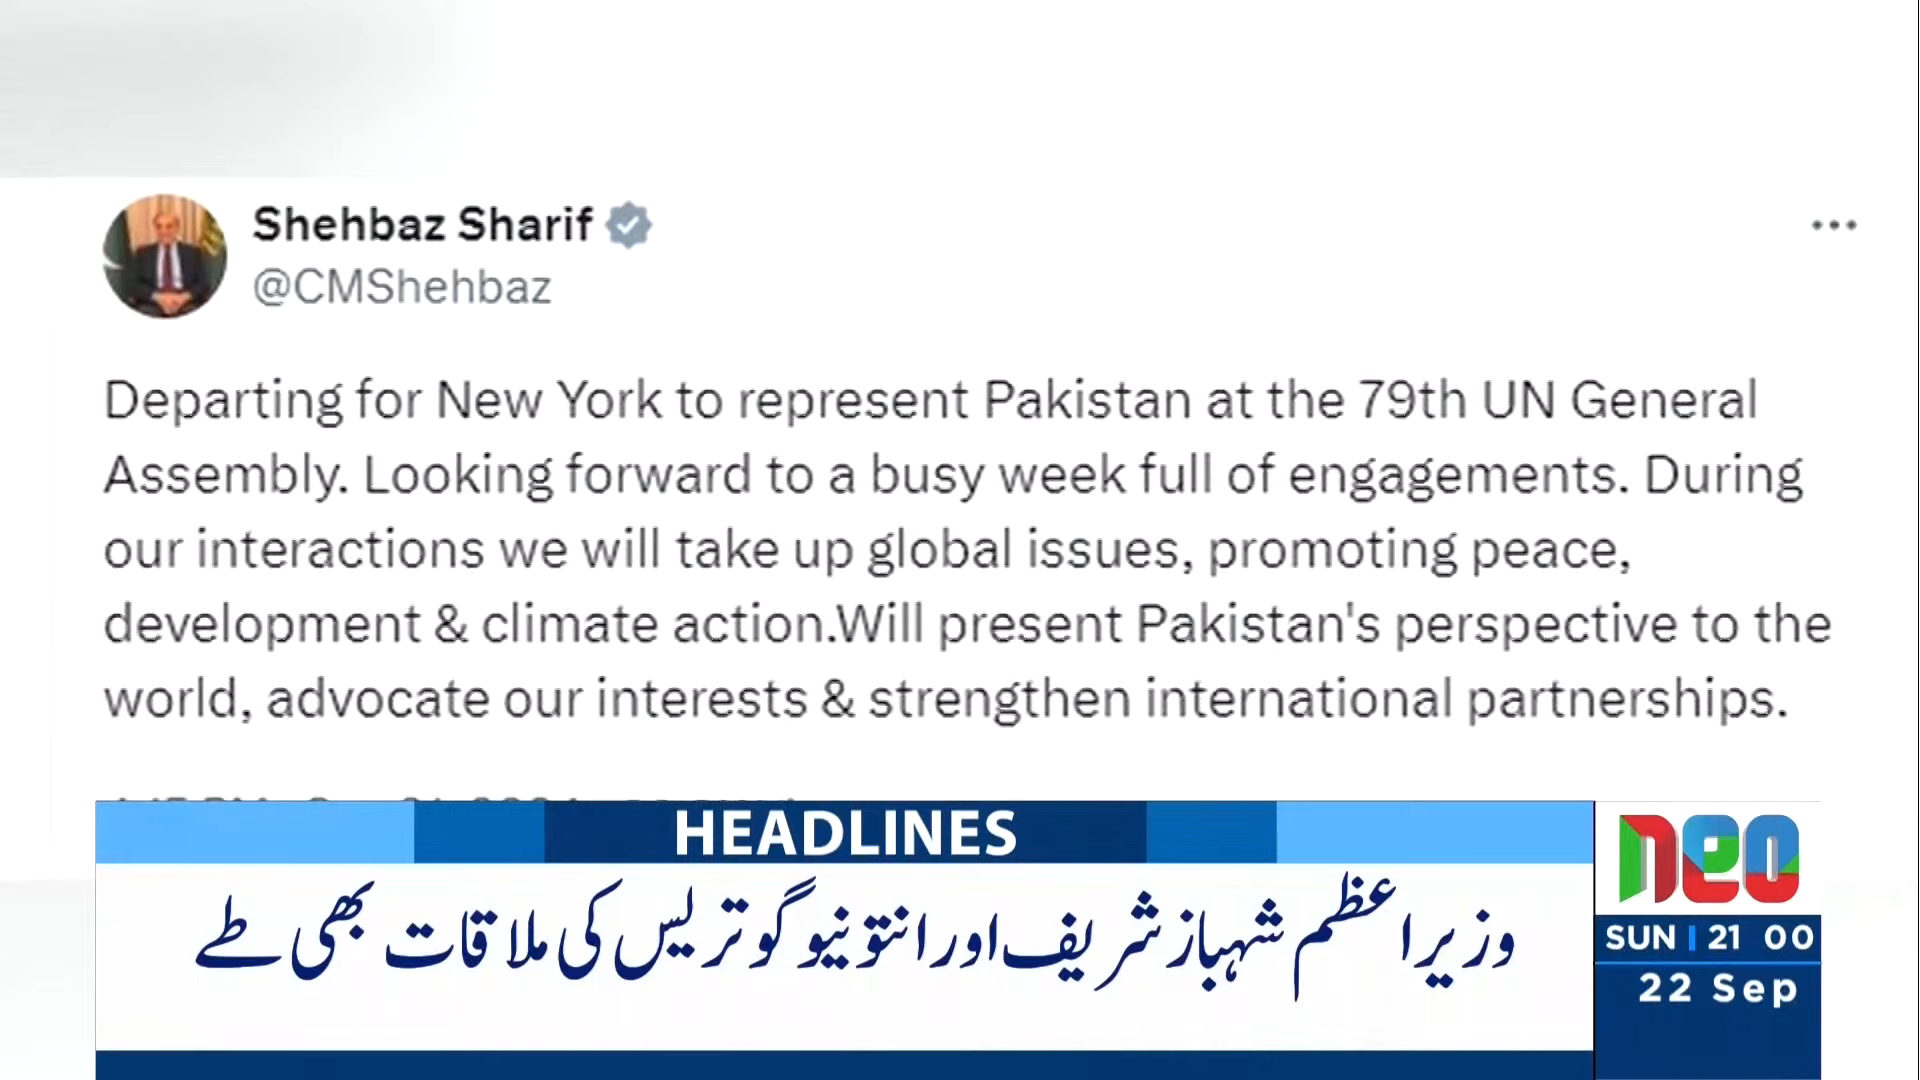 Shehbaz Sharif
@CMShehbaz
Departing for New York to represent Pakistan at the 79th UN General
Assembly. Looking forward to a busy week full of engagements. During
our interactions we will take up global issues, promoting peace,
development & climate action.Will present Pakistan's perspective to the
world, advocate our interests & strengthen international partnerships.
HEADLINES
وزیراعظم شہباز شریف اور انتونیو گوتریس کی ملاقات بھی طے
neo
SUN | 21 00
22 Sep